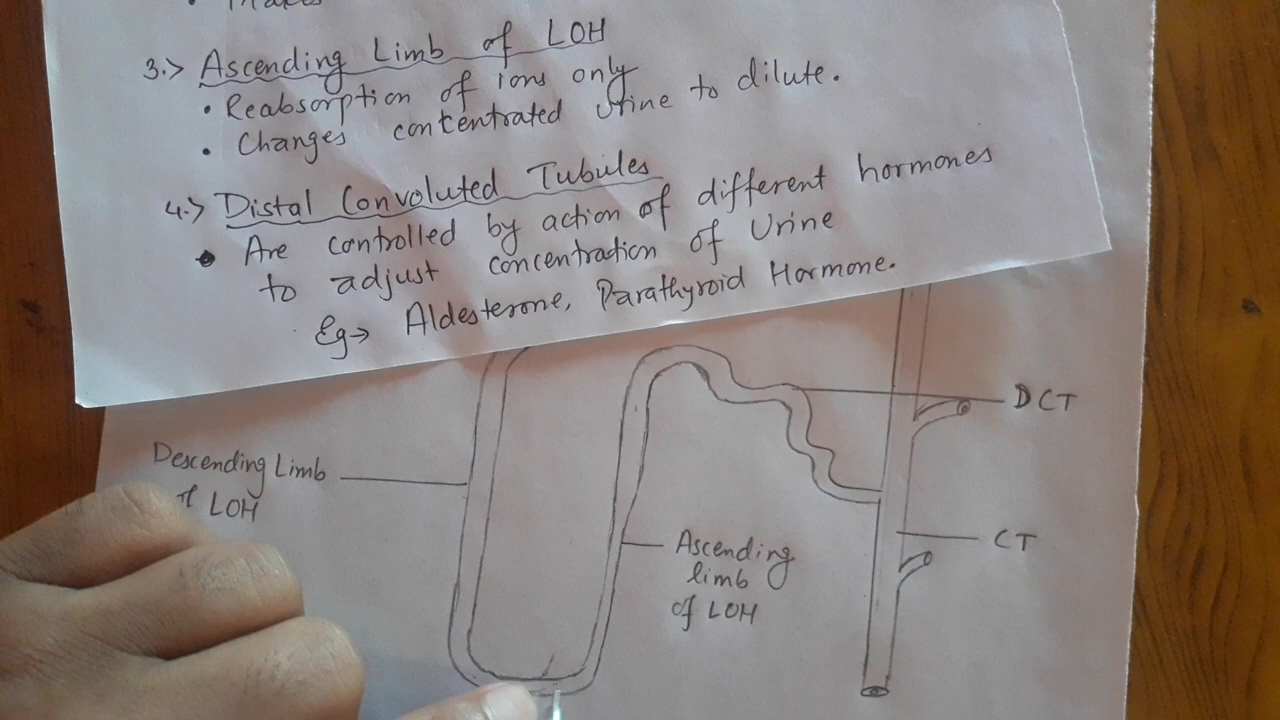 3.> Ascending Limb of LOH
• Reabsorption of ions only
• Changes concentrated Urine to dilute.
4.> Distal Convoluted Tubules
• Are controlled by action of different hormones
to adjust concentration of Urine
Eg→ Aldesterone, Parathyroid Hormone.
DCT
Descending Limb
of LOH
CT
Ascending
limb
of LOH